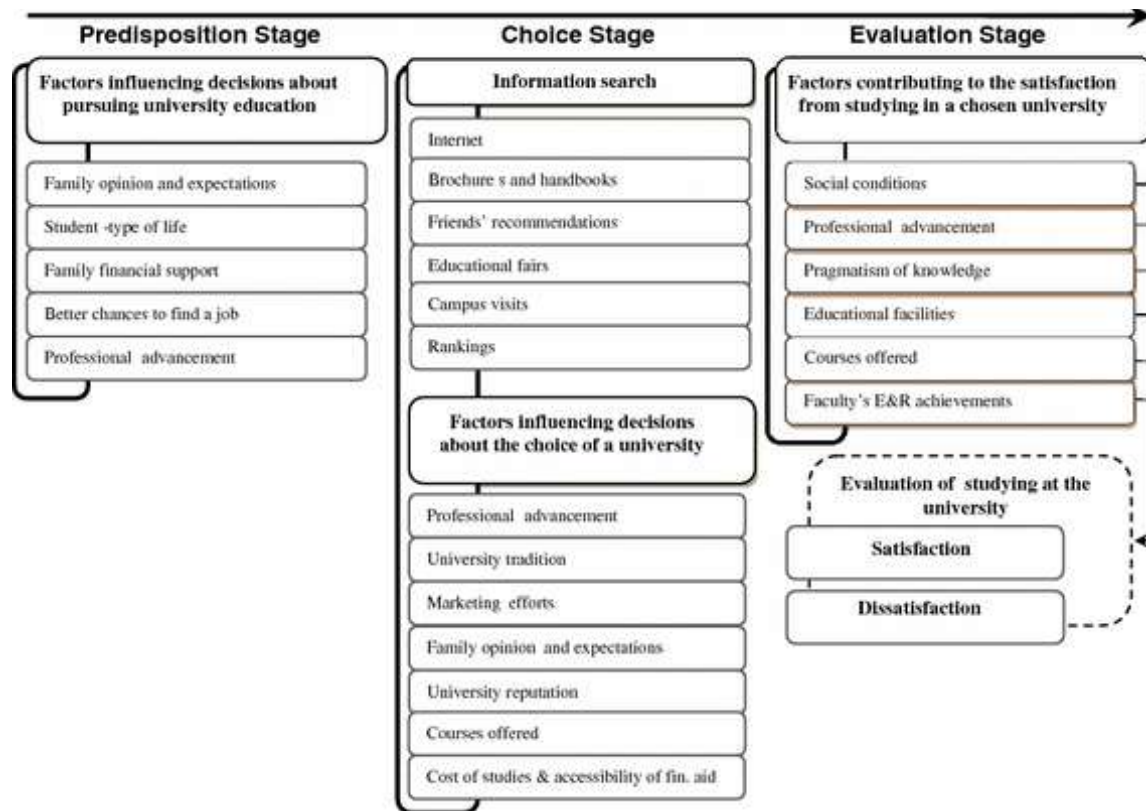 Predisposition Stage
Factors influencing decisions about
pursuing university education
Family opinion and expectations
Student -type of life
Family financial support
Better chances to find a job
Professional advancement
Choice Stage
Information search
Internet
Brochure s and handbooks
Friends' recommendations
Educational fairs
Campus visits
Rankings
Factors influencing decisions
about the choice of a university
Professional advancement
University tradition
Marketing efforts
Family opinion and expectations
University reputation
Courses offered
Cost of studies & accessibility of fin. aid
Evaluation Stage
Factors contributing to the satisfaction
from studying in a chosen university
Social conditions
Professional advancement
Pragmatism of knowledge
Educational facilities
Courses offered
Faculty's E&R achievements
Evaluation of studying at the
university
Satisfaction
Dissatisfaction